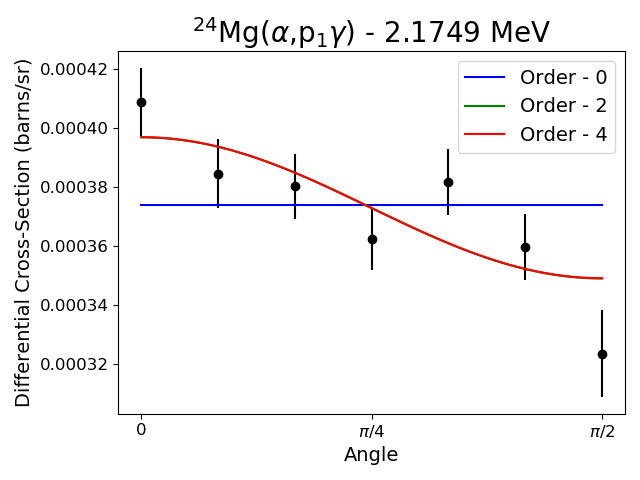 ²⁴Mg(α,p₁γ) - 2.1749 MeV
Differential Cross-Section (barns/sr)
0.00042
0.00040
0.00038
0.00036
0.00034
0.00032
Order - 0
Order - 2
Order - 4
0
π/4
π/2
Angle